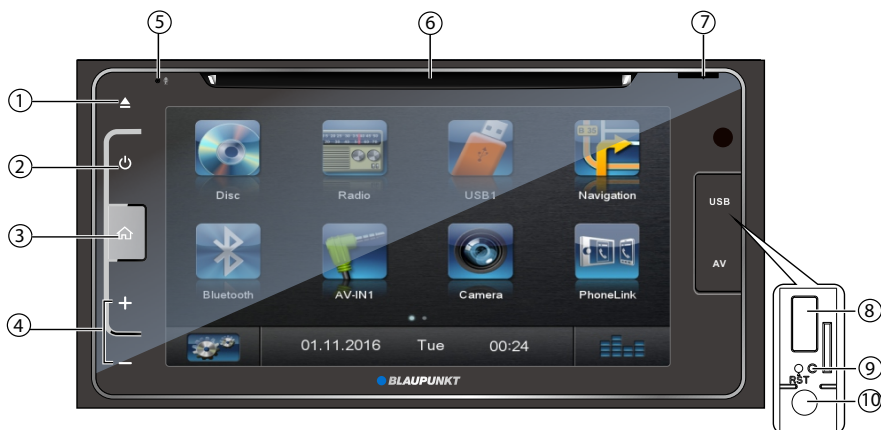 5 6 7
1
2
3
4
Disc Radio USB1 Navigation
Bluetooth AV-IN1 Camera PhoneLink
01.11.2016 Tue 00:24
BLAUPUNKT
USB
AV
8
9
RST
10